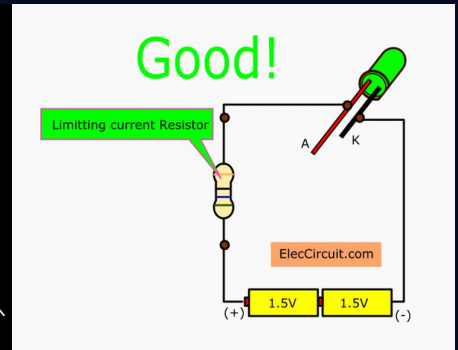 Good!
Limitting current Resistor
A
K
ElecCircuit.com
(+)
1.5V
1.5V
(-)